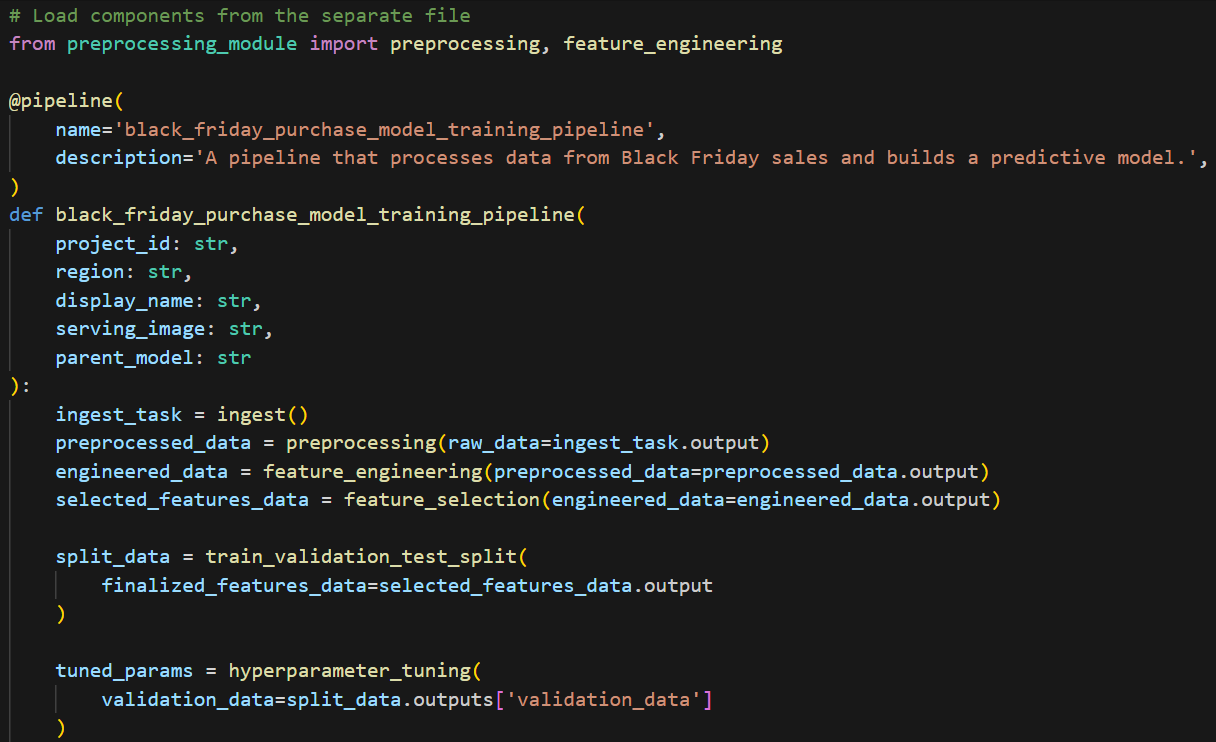 # Load components from the separate file
from preprocessing_module import preprocessing, feature_engineering

@pipeline(
    name='black_friday_purchase_model_training_pipeline',
    description='A pipeline that processes data from Black Friday sales and builds a predictive model.',
)
def black_friday_purchase_model_training_pipeline(
    project_id: str,
    region: str,
    display_name: str,
    serving_image: str,
    parent_model: str
):
    ingest_task = ingest()
    preprocessed_data = preprocessing(raw_data=ingest_task.output)
    engineered_data = feature_engineering(preprocessed_data=preprocessed_data.output)
    selected_features_data = feature_selection(engineered_data=engineered_data.output)

    split_data = train_validation_test_split(
        finalized_features_data=selected_features_data.output
    )

    tuned_params = hyperparameter_tuning(
        validation_data=split_data.outputs['validation_data']
    )